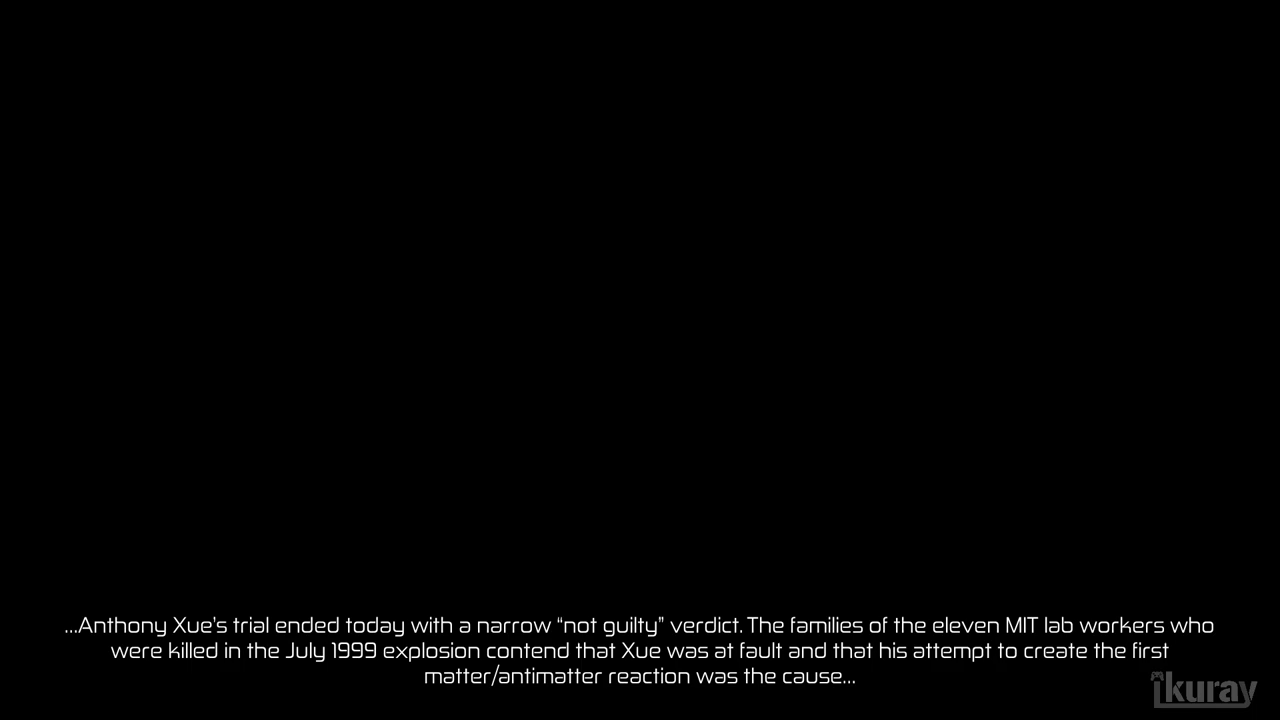 ...Anthony Xue's trial ended today with a narrow “not guilty” verdict. The families of the eleven MIT lab workers who
were killed in the July 1999 explosion contend that Xue was at fault and that his attempt to create the first
matter/antimatter reaction was the cause...
ikuray